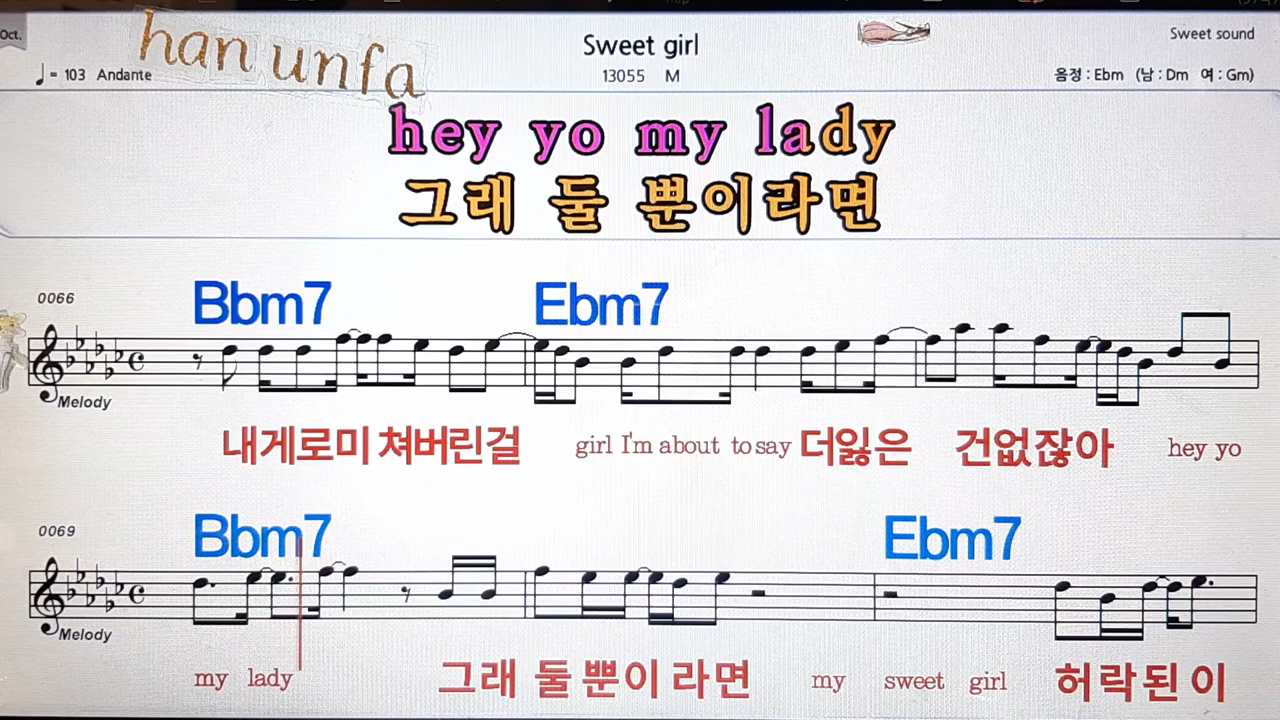 Oct.
han unfa
Sweet girl
Sweet sound
♩= 103 Andante
13055 M
음정 : Ebm (남 : Dm 여 : Gm)
hey yo my lady
그래 둘 뿐이라면
0066
Bbm7 Ebm7
Melody
내게로미 쳐버린걸 girl I'm about to say 더잃은 건없잖아 hey yo
0069
Bbm7 Ebm7
Melody
my lady 그래 둘뿐이 라면 my sweet girl 허락된 이